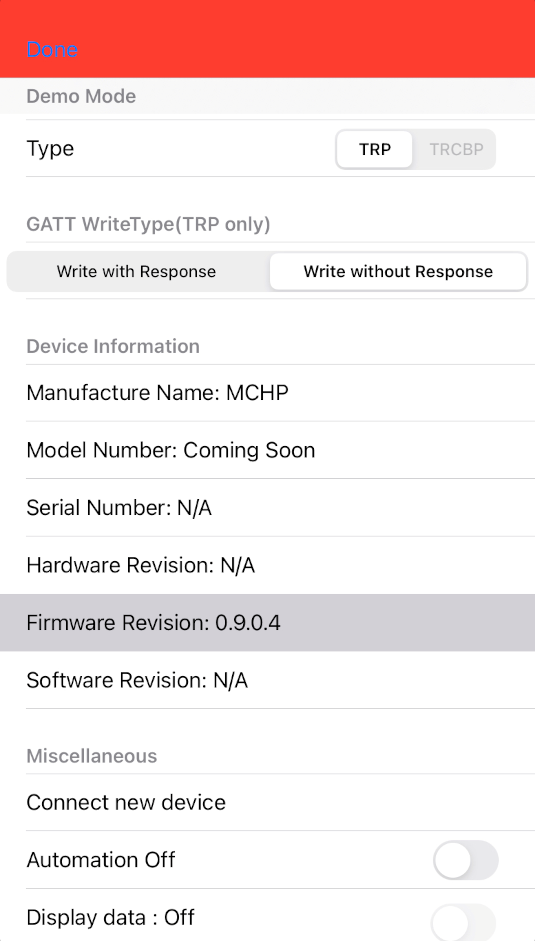 Done
Demo Mode
Type TRP TRCBP
GATT WriteType(TRP only)
Write with Response Write without Response
Device Information
Manufacture Name: MCHP
Model Number: Coming Soon
Serial Number: N/A
Hardware Revision: N/A
Firmware Revision: 0.9.0.4
Software Revision: N/A
Miscellaneous
Connect new device
Automation Off
Display data : Off